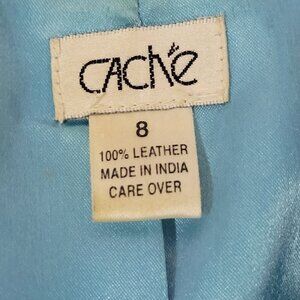 CACHÉ
8
100% LEATHER
MADE IN INDIA
CARE OVER